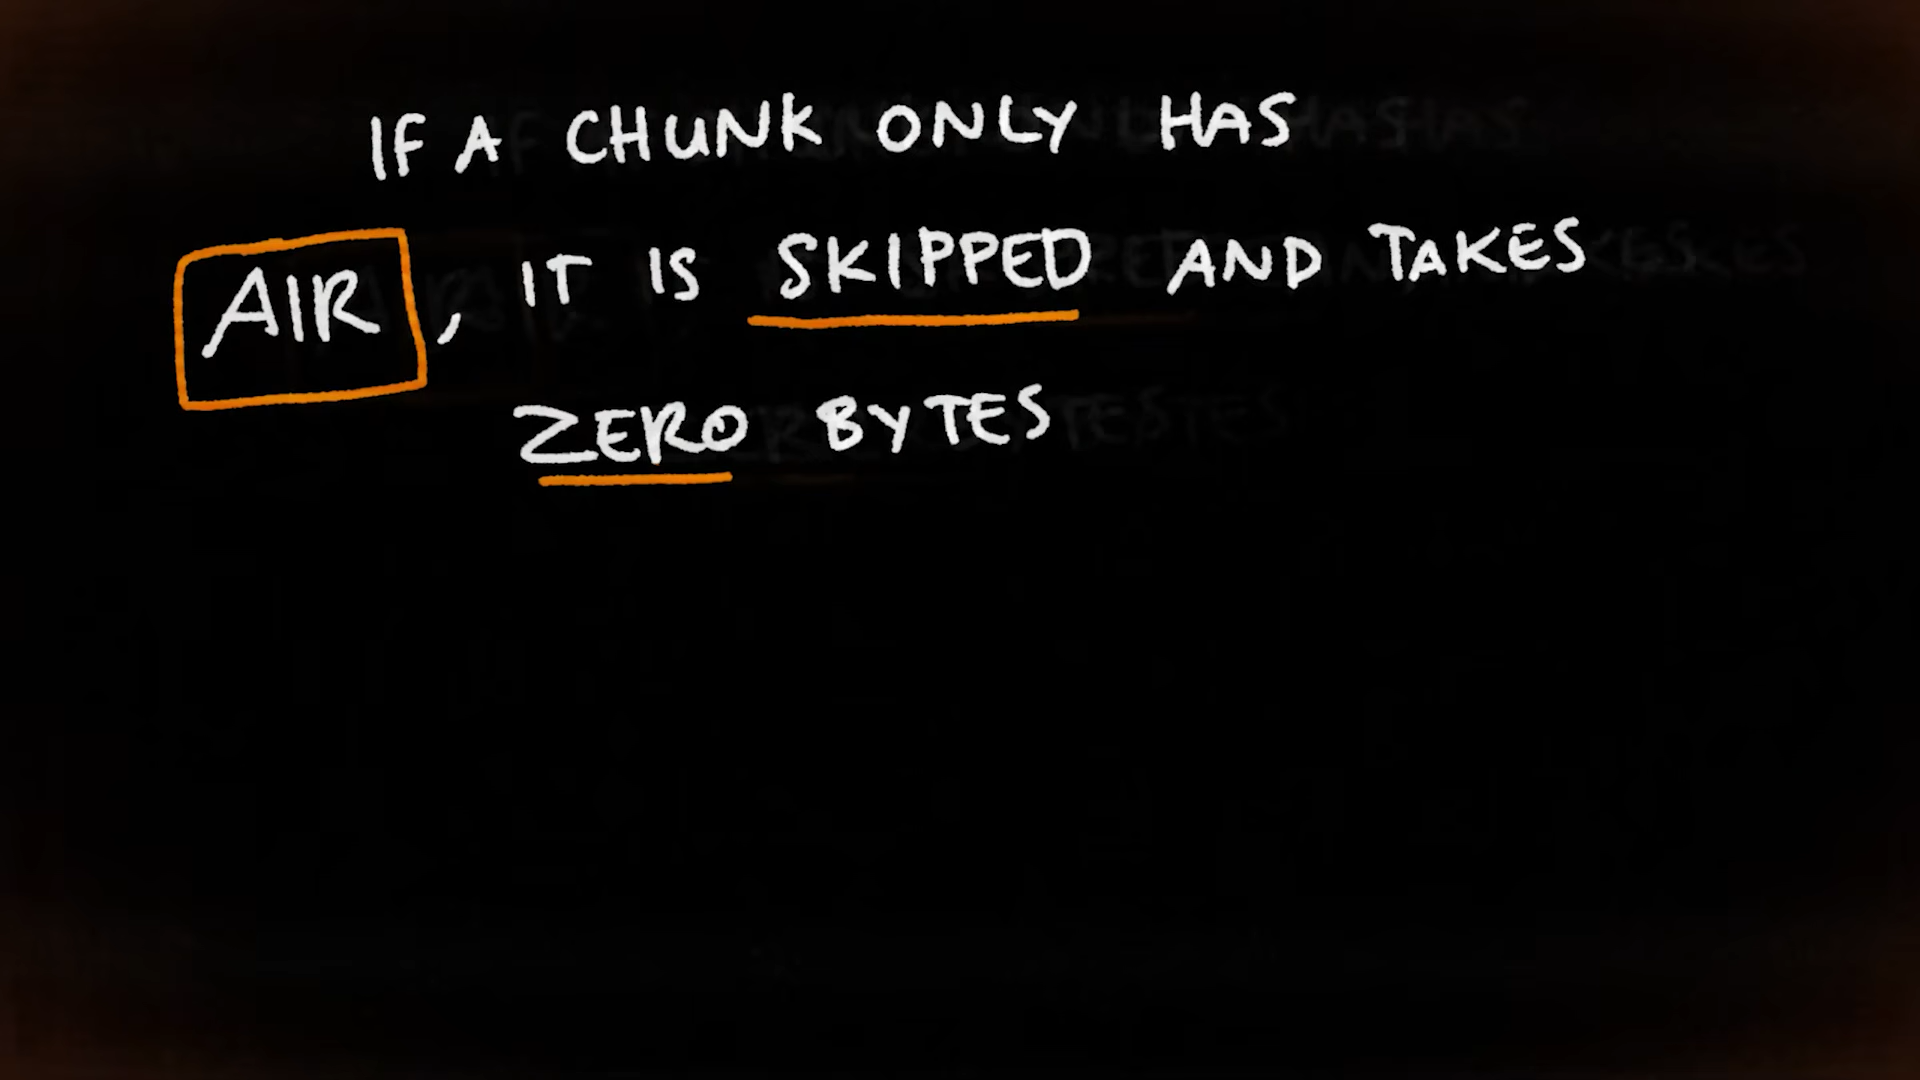 IF A CHUNK ONLY HAS
AIR, IT IS SKIPPED AND TAKES
ZERO BYTES